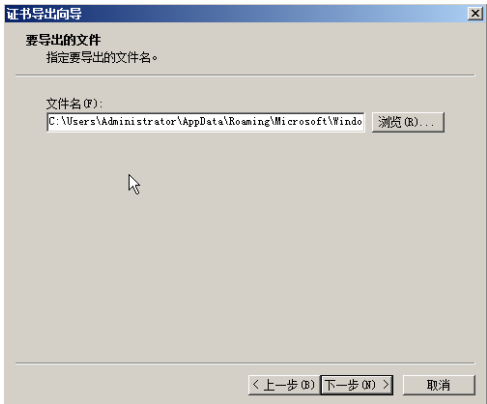 证书导出向导
要导出的文件
指定要导出的文件名。
文件名(F):
C:\Users\Administrator\AppData\Roaming\Microsoft\Windo 浏览(R)...
< 上一步(B) 下一步(N) > 取消